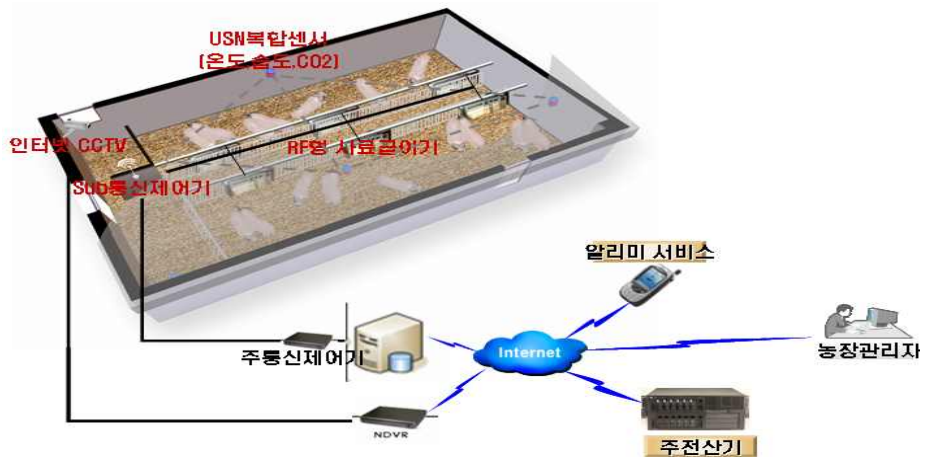 USN복합센서
(온도,습도,CO2)
인터넷 CCTV
RF형 사료급이기
Sub통신제어기
알리미 서비스
주통신제어기
Internet
농장관리자
NDVR
주전산기